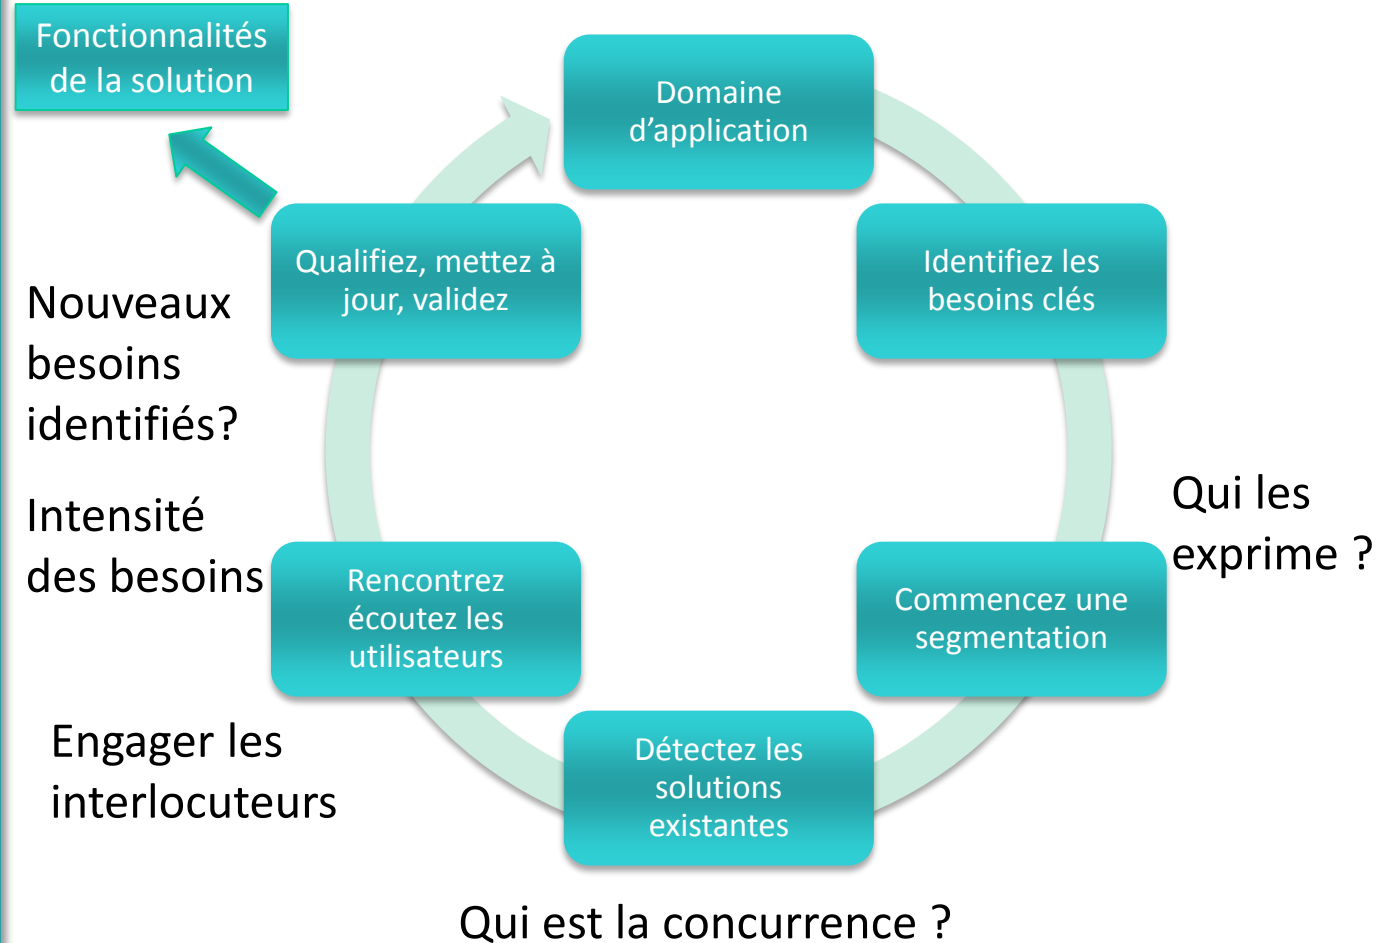 Fonctionnalités
de la solution
Domaine
d’application
Qualifiez, mettez à
jour, validez
Identifiez les
besoins clés
Nouveaux
besoins
identifiés?
Qui les
exprime ?
Intensité
des besoins
Rencontrez
écoutez les
utilisateurs
Commencez une
segmentation
Engager les
interlocuteurs
Détectez les
solutions
existantes
Qui est la concurrence ?